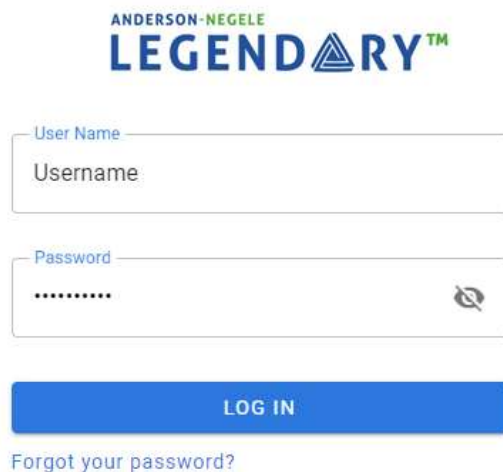 ANDERSON-NEGELE
LEGENDARY™
User Name
Username
Password
••••••••••
LOG IN
Forgot your password?